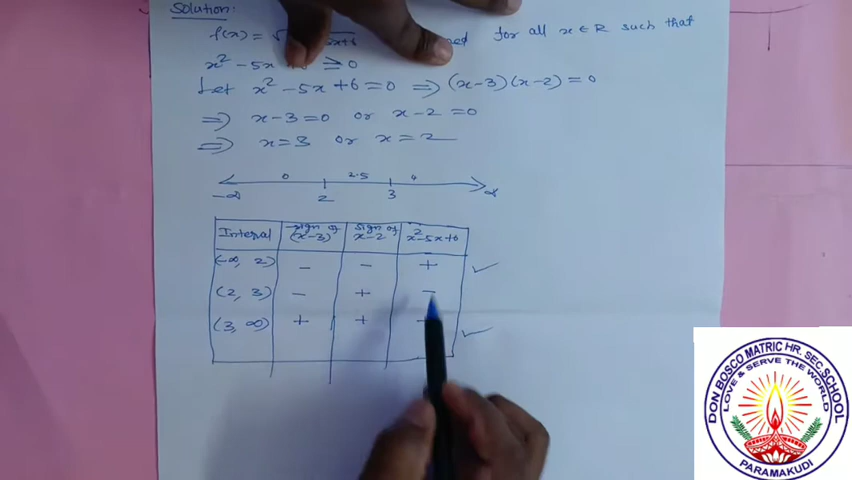 Solution:
f(x) = √ 5x+6 for all x ∈ R such that
x² - 5x ≥ 0
Let x² - 5x + 6 = 0 ⇒ (x-3)(x-2) = 0
⇒ x-3=0 or x-2=0
⇒ x=3 or x=2
0 2.5 4
-∞ 2 3 ∞
Interval sign of (x-3) sign of x-2 x²-5x+6
(-∞, 2) - - + ✓
(2, 3) - + -
(3, ∞) + + ✓
DON BOSCO MATRIC HR. SEC. SCHOOL
LOVE & SERVE THE WORLD
PARAMAKUDI